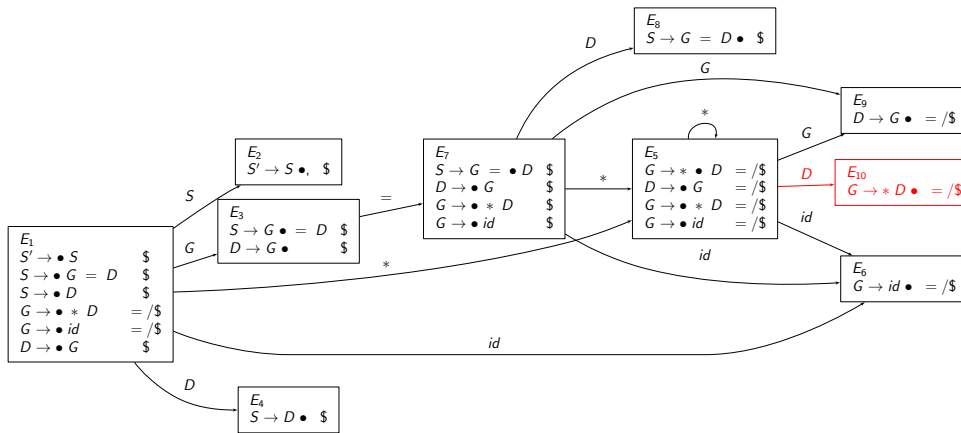 E₈
S → G = D • $
D
G
E₉
D → G • = /$
*
G
E₂
S′ → S •, $
E₇
S → G = • D $
D → • G $
G → • * D $
G → • id $
E₅
G → * • D = /$
D → • G = /$
G → • * D = /$
G → • id = /$
D
E₁₀
G → * D • = /$
S
*
E₃
S → G • = D $
D → G • $
=
id
E₁
S′ → • S $
S → • G = D $
S → • D $
G → • * D = /$
G → • id = /$
D → • G $
G
*
id
E₆
G → id • = /$
id
D
E₄
S → D • $